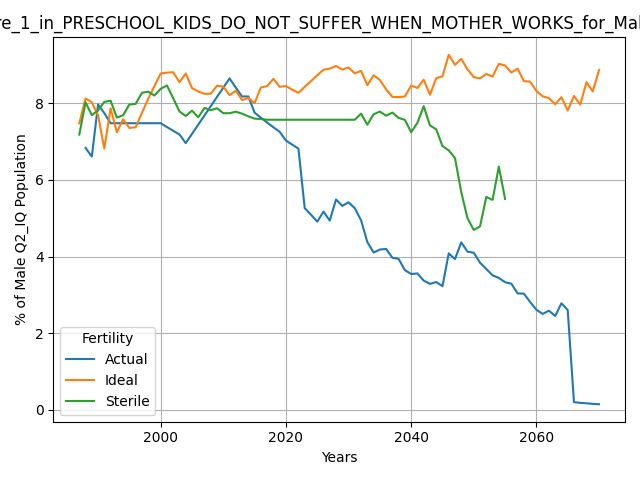 re_1_in_PRESCHOOL_KIDS_DO_NOT_SUFFER_WHEN_MOTHER_WORKS_for_Mal
% of Male Q2_IQ Population
8
6
4
2
0
Fertility
Actual
Ideal
Sterile
2000 2020 2040 2060
Years